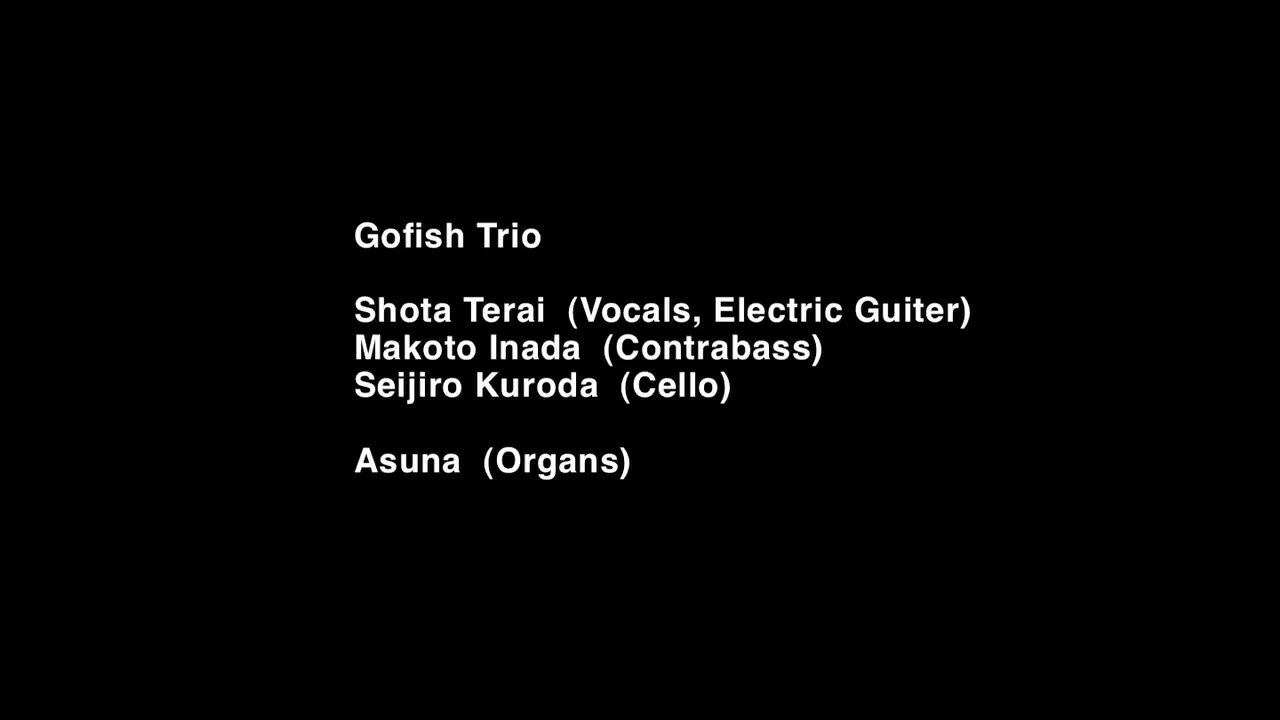 Gofish Trio
Shota Terai (Vocals, Electric Guiter)
Makoto Inada (Contrabass)
Seijiro Kuroda (Cello)
Asuna (Organs)